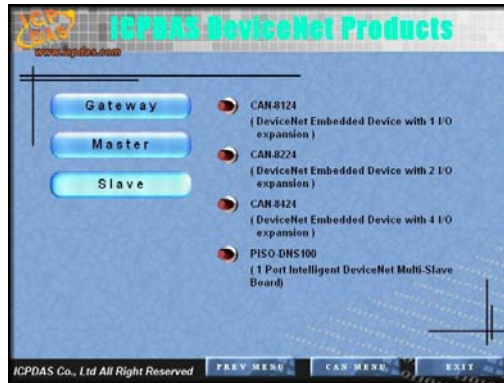 ICP
DAS
www.icpdas.com
ICPDAS DeviceNet Products
Gateway
Master
Slave
CAN-8124
( DeviceNet Embedded Device with 1 I/O
expansion )
CAN-8224
( DeviceNet Embedded Device with 2 I/O
expansion )
CAN-8424
( DeviceNet Embedded Device with 4 I/O
expansion )
PISO-DNS100
( 1 Port Intelligent DeviceNet Multi-Slave
Board)
ICPDAS Co., Ltd All Right Reserved
PREV MENU
CAN MENU
EXIT